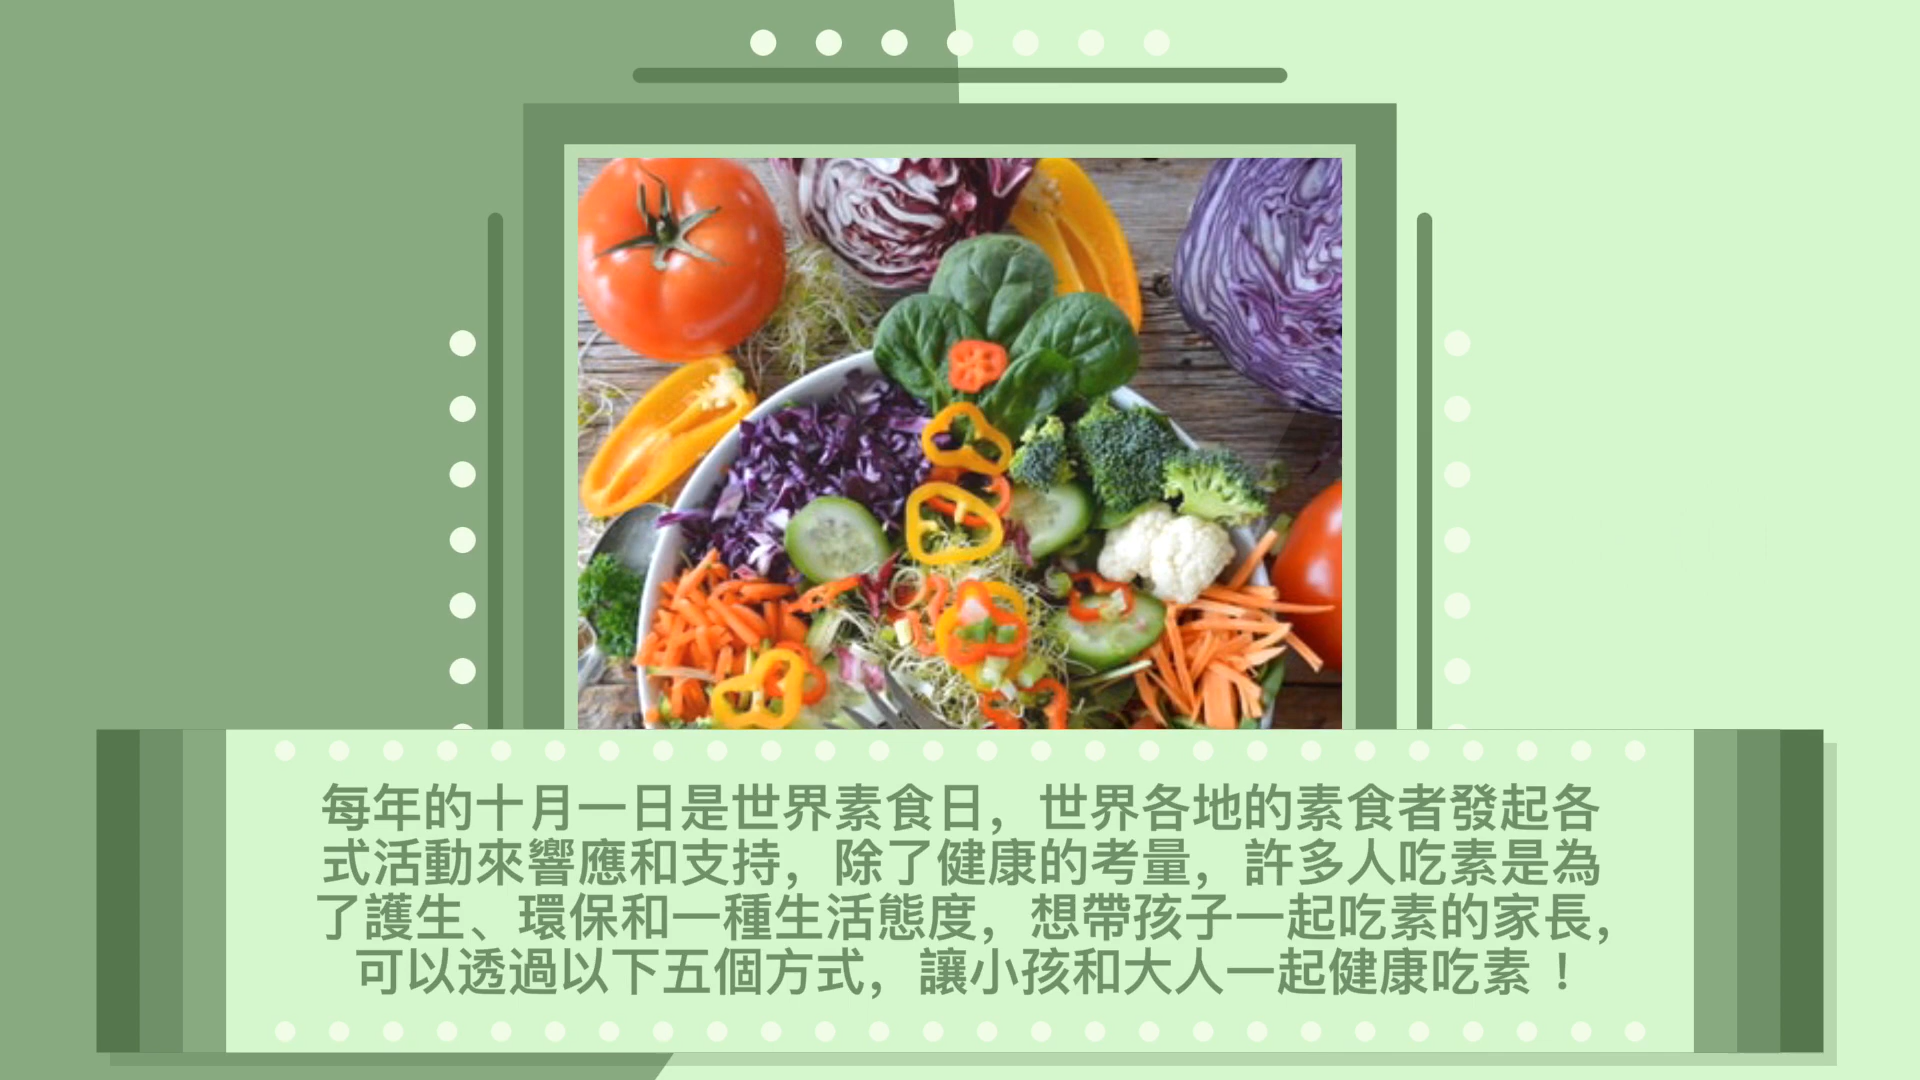 每年的十月一日是世界素食日，世界各地的素食者發起各
式活動來響應和支持，除了健康的考量，許多人吃素是為
了護生、環保和一種生活態度，想帶孩子一起吃素的家長，
可以透過以下五個方式，讓小孩和大人一起健康吃素！